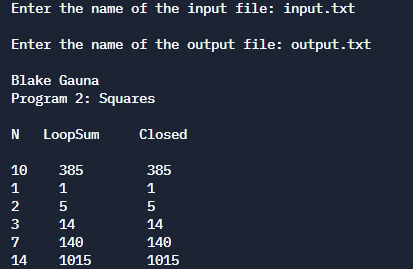 Enter the name of the input file: input.txt
Enter the name of the output file: output.txt
Blake Gauna
Program 2: Squares
N LoopSum Closed
10 385 385
1 1 1
2 5 5
3 14 14
7 140 140
14 1015 1015